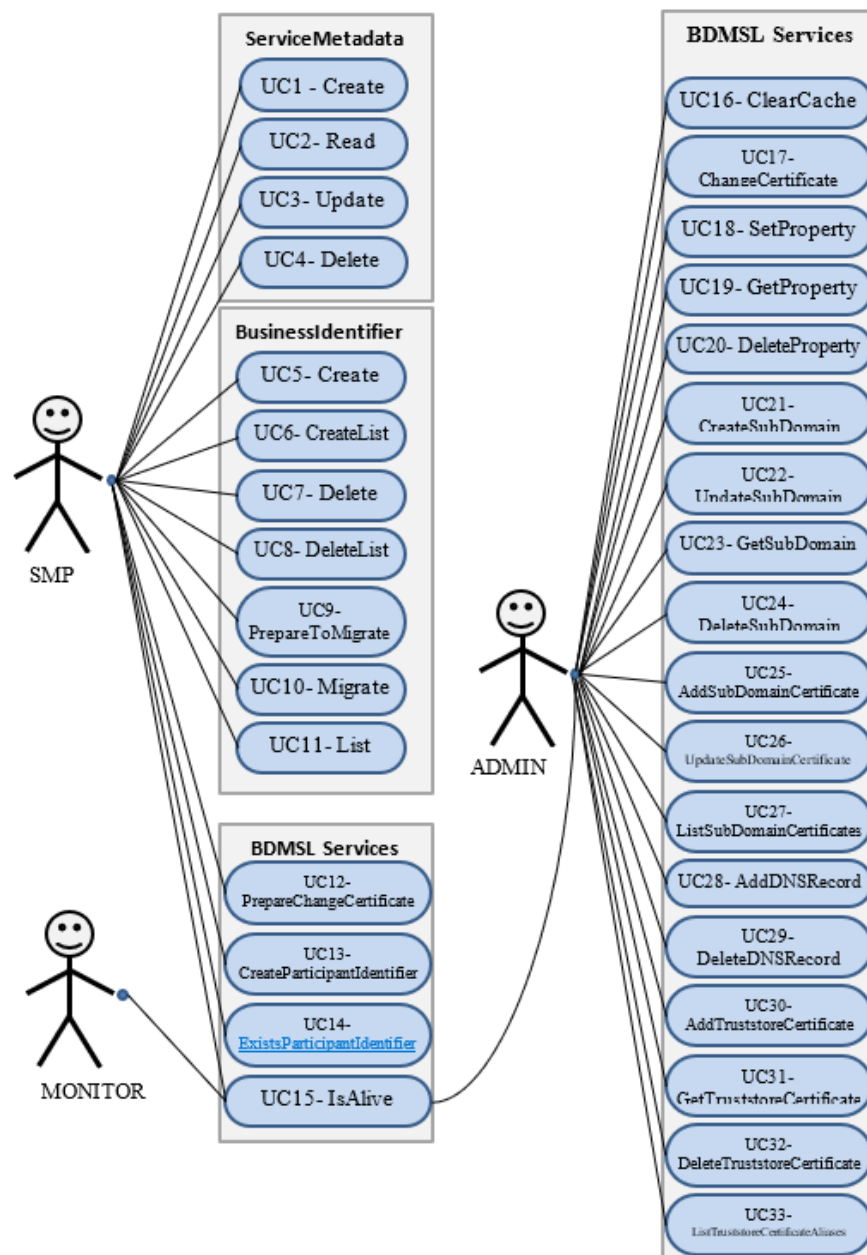 ServiceMetadata
UC1 - Create
UC2- Read
UC3- Update
UC4- Delete
BusinessIdentifier
UC5- Create
UC6- CreateList
UC7- Delete
UC8- DeleteList
UC9-
PrepareToMigrate
UC10- Migrate
UC11- List
SMP
BDMSL Services
UC12-
PrepareChangeCertificate
UC13-
CreateParticipantIdentifier
UC14-
ExistsParticipantIdentifier
UC15- IsAlive
MONITOR
ADMIN
BDMSL Services
UC16- ClearCache
UC17-
ChangeCertificate
UC18- SetProperty
UC19- GetProperty
UC20- DeleteProperty
UC21-
CreateSubDomain
UC22-
UpdateSubDomain
UC23- GetSubDomain
UC24-
DeleteSubDomain
UC25-
AddSubDomainCertificate
UC26-
UpdateSubDomainCertificate
UC27-
ListSubDomainCertificates
UC28- AddDNSRecord
UC29-
DeleteDNSRecord
UC30-
AddTruststoreCertificate
UC31-
GetTruststoreCertificate
UC32-
DeleteTruststoreCertificate
UC33-
ListTruststoreCertificateAliases